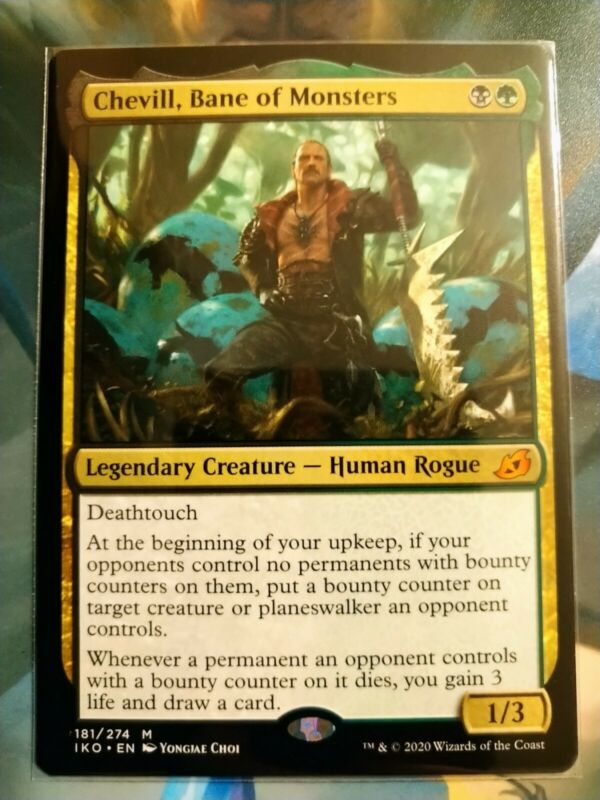 Chevill, Bane of Monsters
Legendary Creature — Human Rogue
Deathtouch
At the beginning of your upkeep, if your
opponents control no permanents with bounty
counters on them, put a bounty counter on
target creature or planeswalker an opponent
controls.
Whenever a permanent an opponent controls
with a bounty counter on it dies, you gain 3
life and draw a card.
1/3
181/274 M
IKO • EN Yongjae Choi
™ & © 2020 Wizards of the Coast